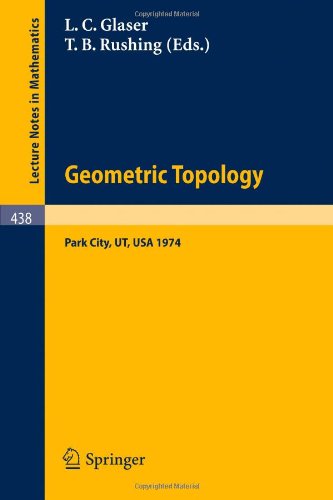 L. C. Glaser
T. B. Rushing (Eds.)
Lecture Notes in Mathematics
Geometric Topology
438
Park City, UT, USA 1974
Springer